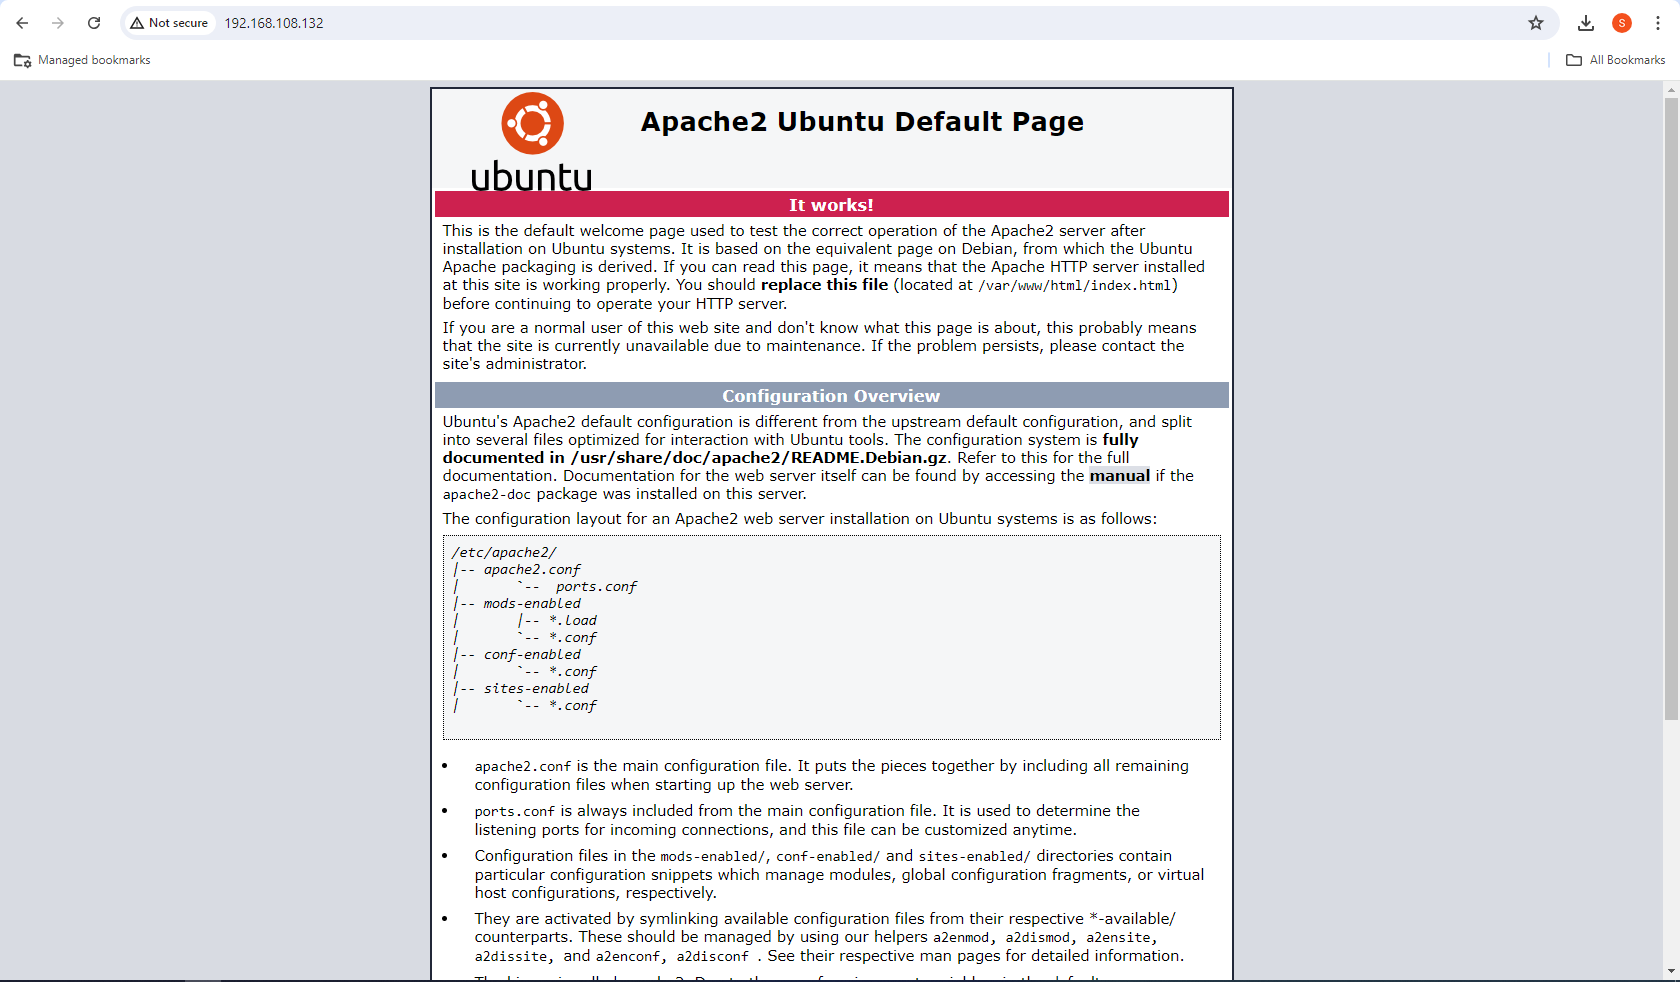 Not secure
192.168.108.132
S
Managed bookmarks
All Bookmarks
ubuntu
Apache2 Ubuntu Default Page
It works!
This is the default welcome page used to test the correct operation of the Apache2 server after
installation on Ubuntu systems. It is based on the equivalent page on Debian, from which the Ubuntu
Apache packaging is derived. If you can read this page, it means that the Apache HTTP server installed
at this site is working properly. You should replace this file (located at /var/www/html/index.html)
before continuing to operate your HTTP server.
If you are a normal user of this web site and don't know what this page is about, this probably means
that the site is currently unavailable due to maintenance. If the problem persists, please contact the
site's administrator.
Configuration Overview
Ubuntu's Apache2 default configuration is different from the upstream default configuration, and split
into several files optimized for interaction with Ubuntu tools. The configuration system is fully
documented in /usr/share/doc/apache2/README.Debian.gz. Refer to this for the full
documentation. Documentation for the web server itself can be found by accessing the manual if the
apache2-doc package was installed on this server.
The configuration layout for an Apache2 web server installation on Ubuntu systems is as follows:
/etc/apache2/
|-- apache2.conf
|       `--  ports.conf
|-- mods-enabled
|       |-- *.load
|       `-- *.conf
|-- conf-enabled
|       `-- *.conf
|-- sites-enabled
|       `-- *.conf
• apache2.conf is the main configuration file. It puts the pieces together by including all remaining
configuration files when starting up the web server.
• ports.conf is always included from the main configuration file. It is used to determine the
listening ports for incoming connections, and this file can be customized anytime.
• Configuration files in the mods-enabled/, conf-enabled/ and sites-enabled/ directories contain
particular configuration snippets which manage modules, global configuration fragments, or virtual
host configurations, respectively.
• They are activated by symlinking available configuration files from their respective *-available/
counterparts. These should be managed by using our helpers a2enmod, a2dismod, a2ensite,
a2dissite, and a2enconf, a2disconf . See their respective man pages for detailed information.